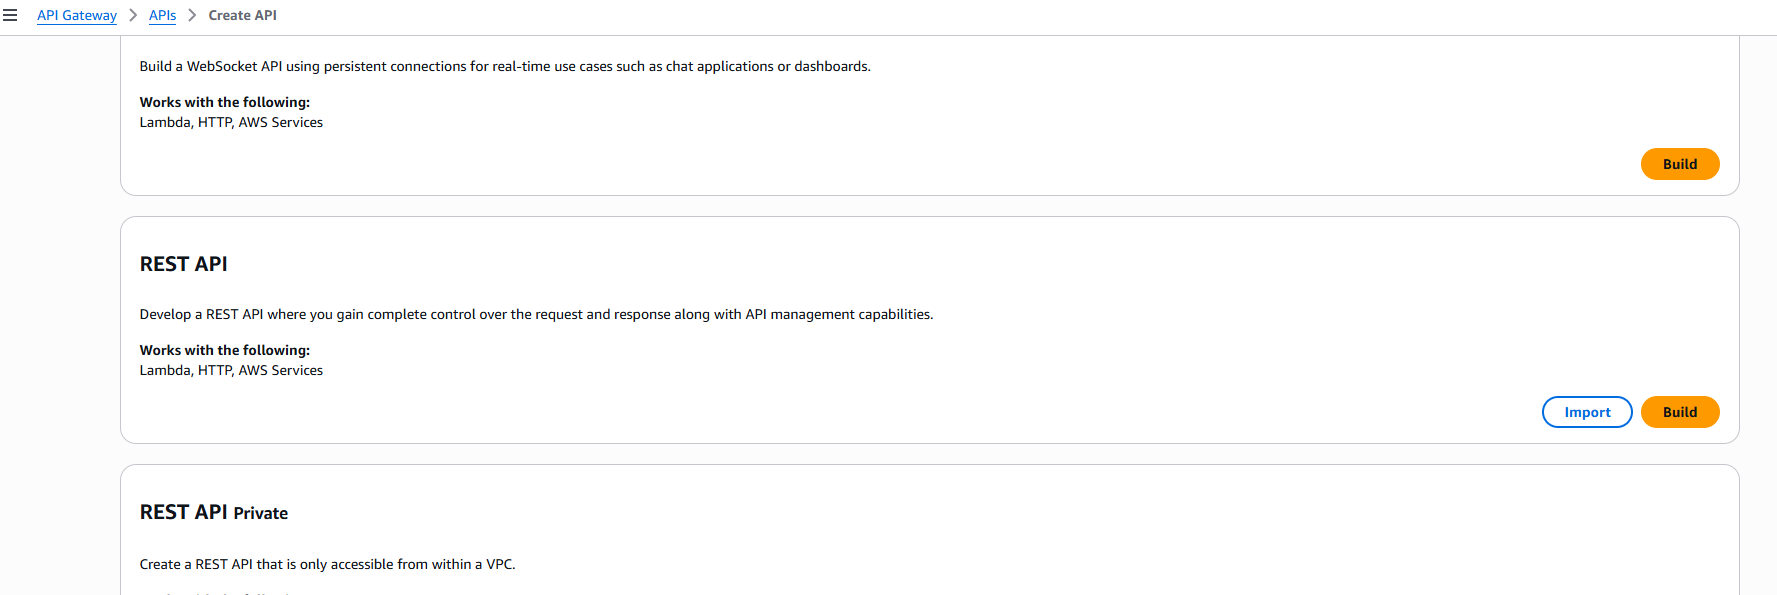 API Gateway > APIs > Create API
Build a WebSocket API using persistent connections for real-time use cases such as chat applications or dashboards.
Works with the following:
Lambda, HTTP, AWS Services
Build
REST API
Develop a REST API where you gain complete control over the request and response along with API management capabilities.
Works with the following:
Lambda, HTTP, AWS Services
Import Build
REST API Private
Create a REST API that is only accessible from within a VPC.